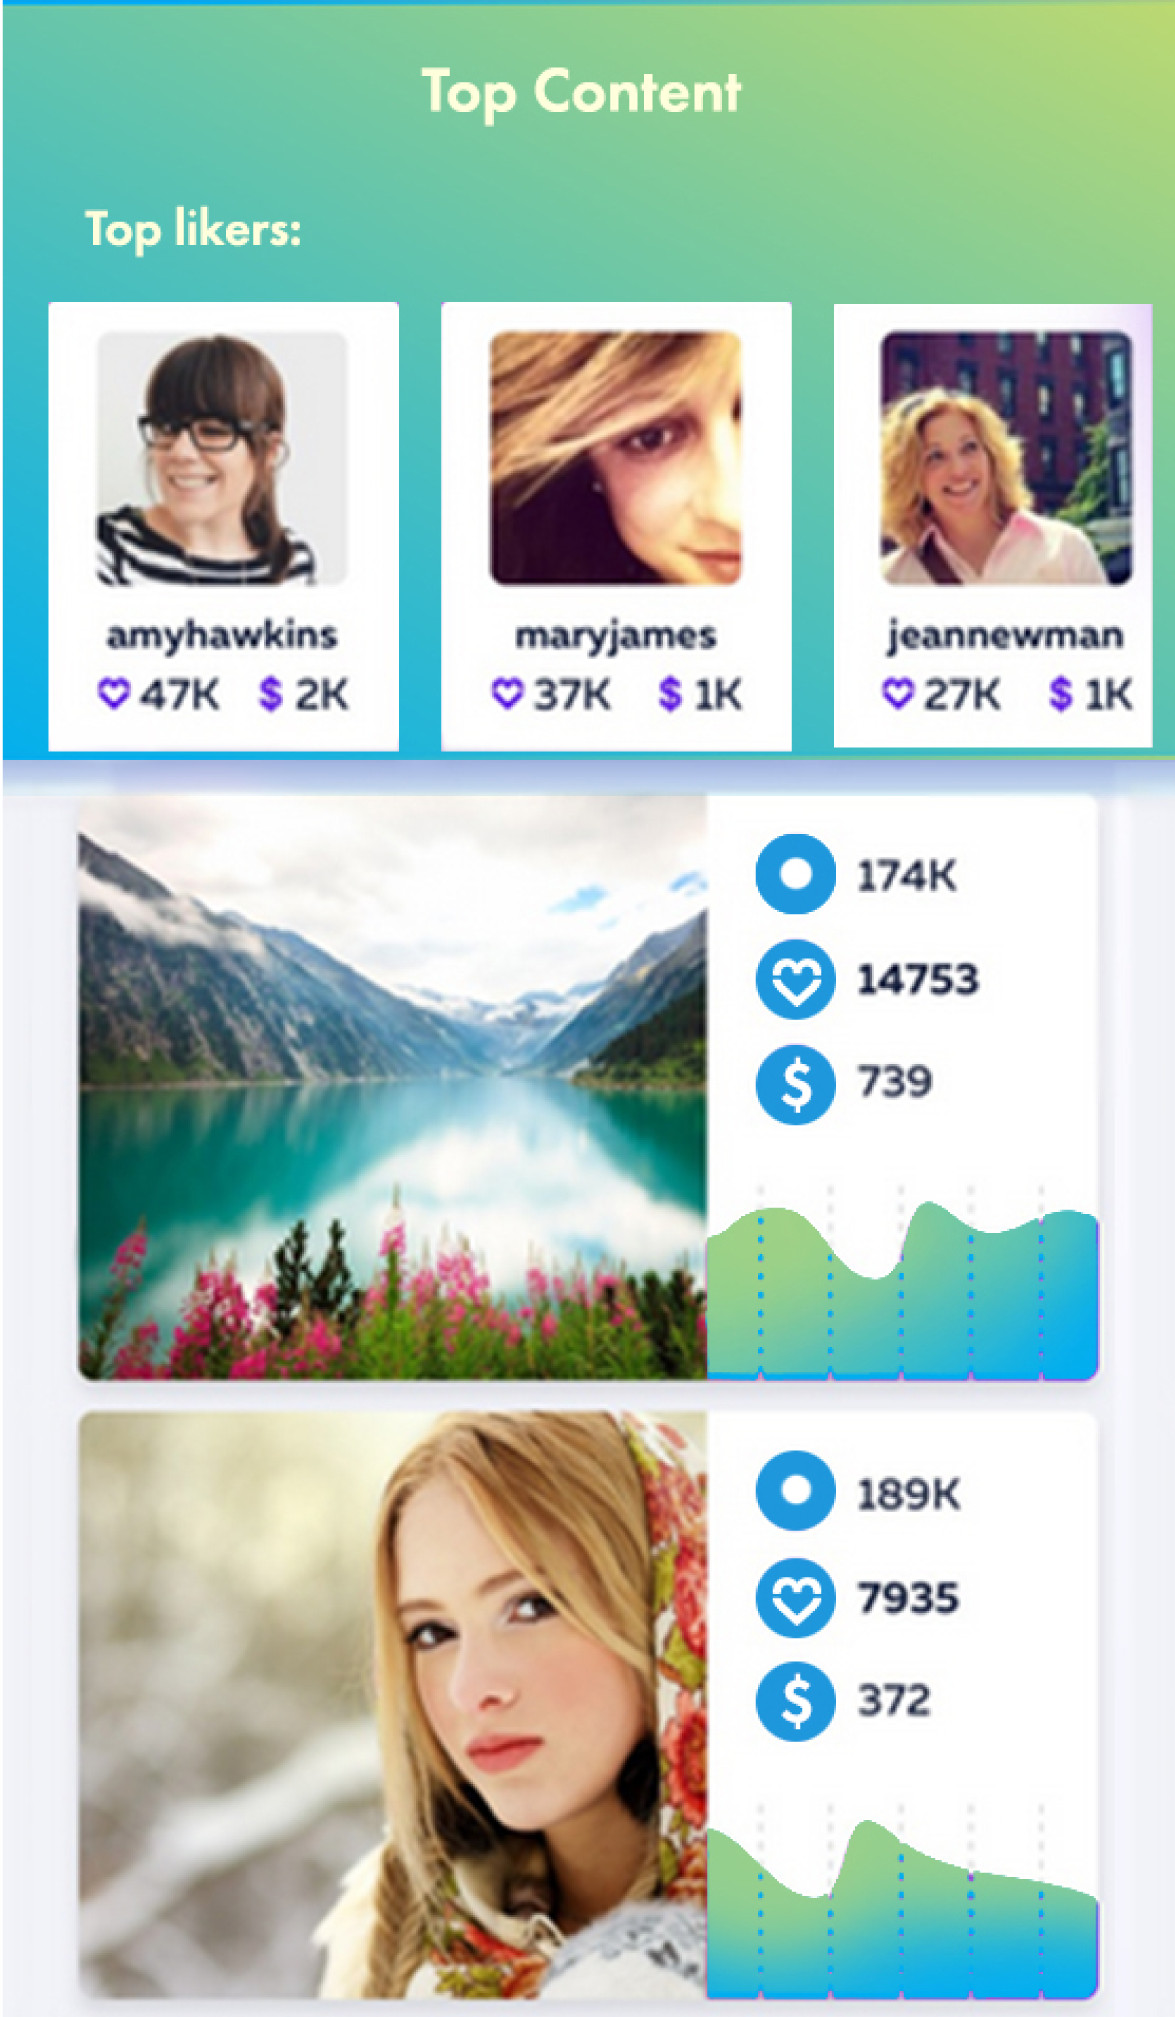 Top Content
Top likers:
amyhawkins
47K $ 2K
maryjames
37K $ 1K
jeannewman
27K $ 1K
174K
14753
$ 739
189K
7935
$ 372